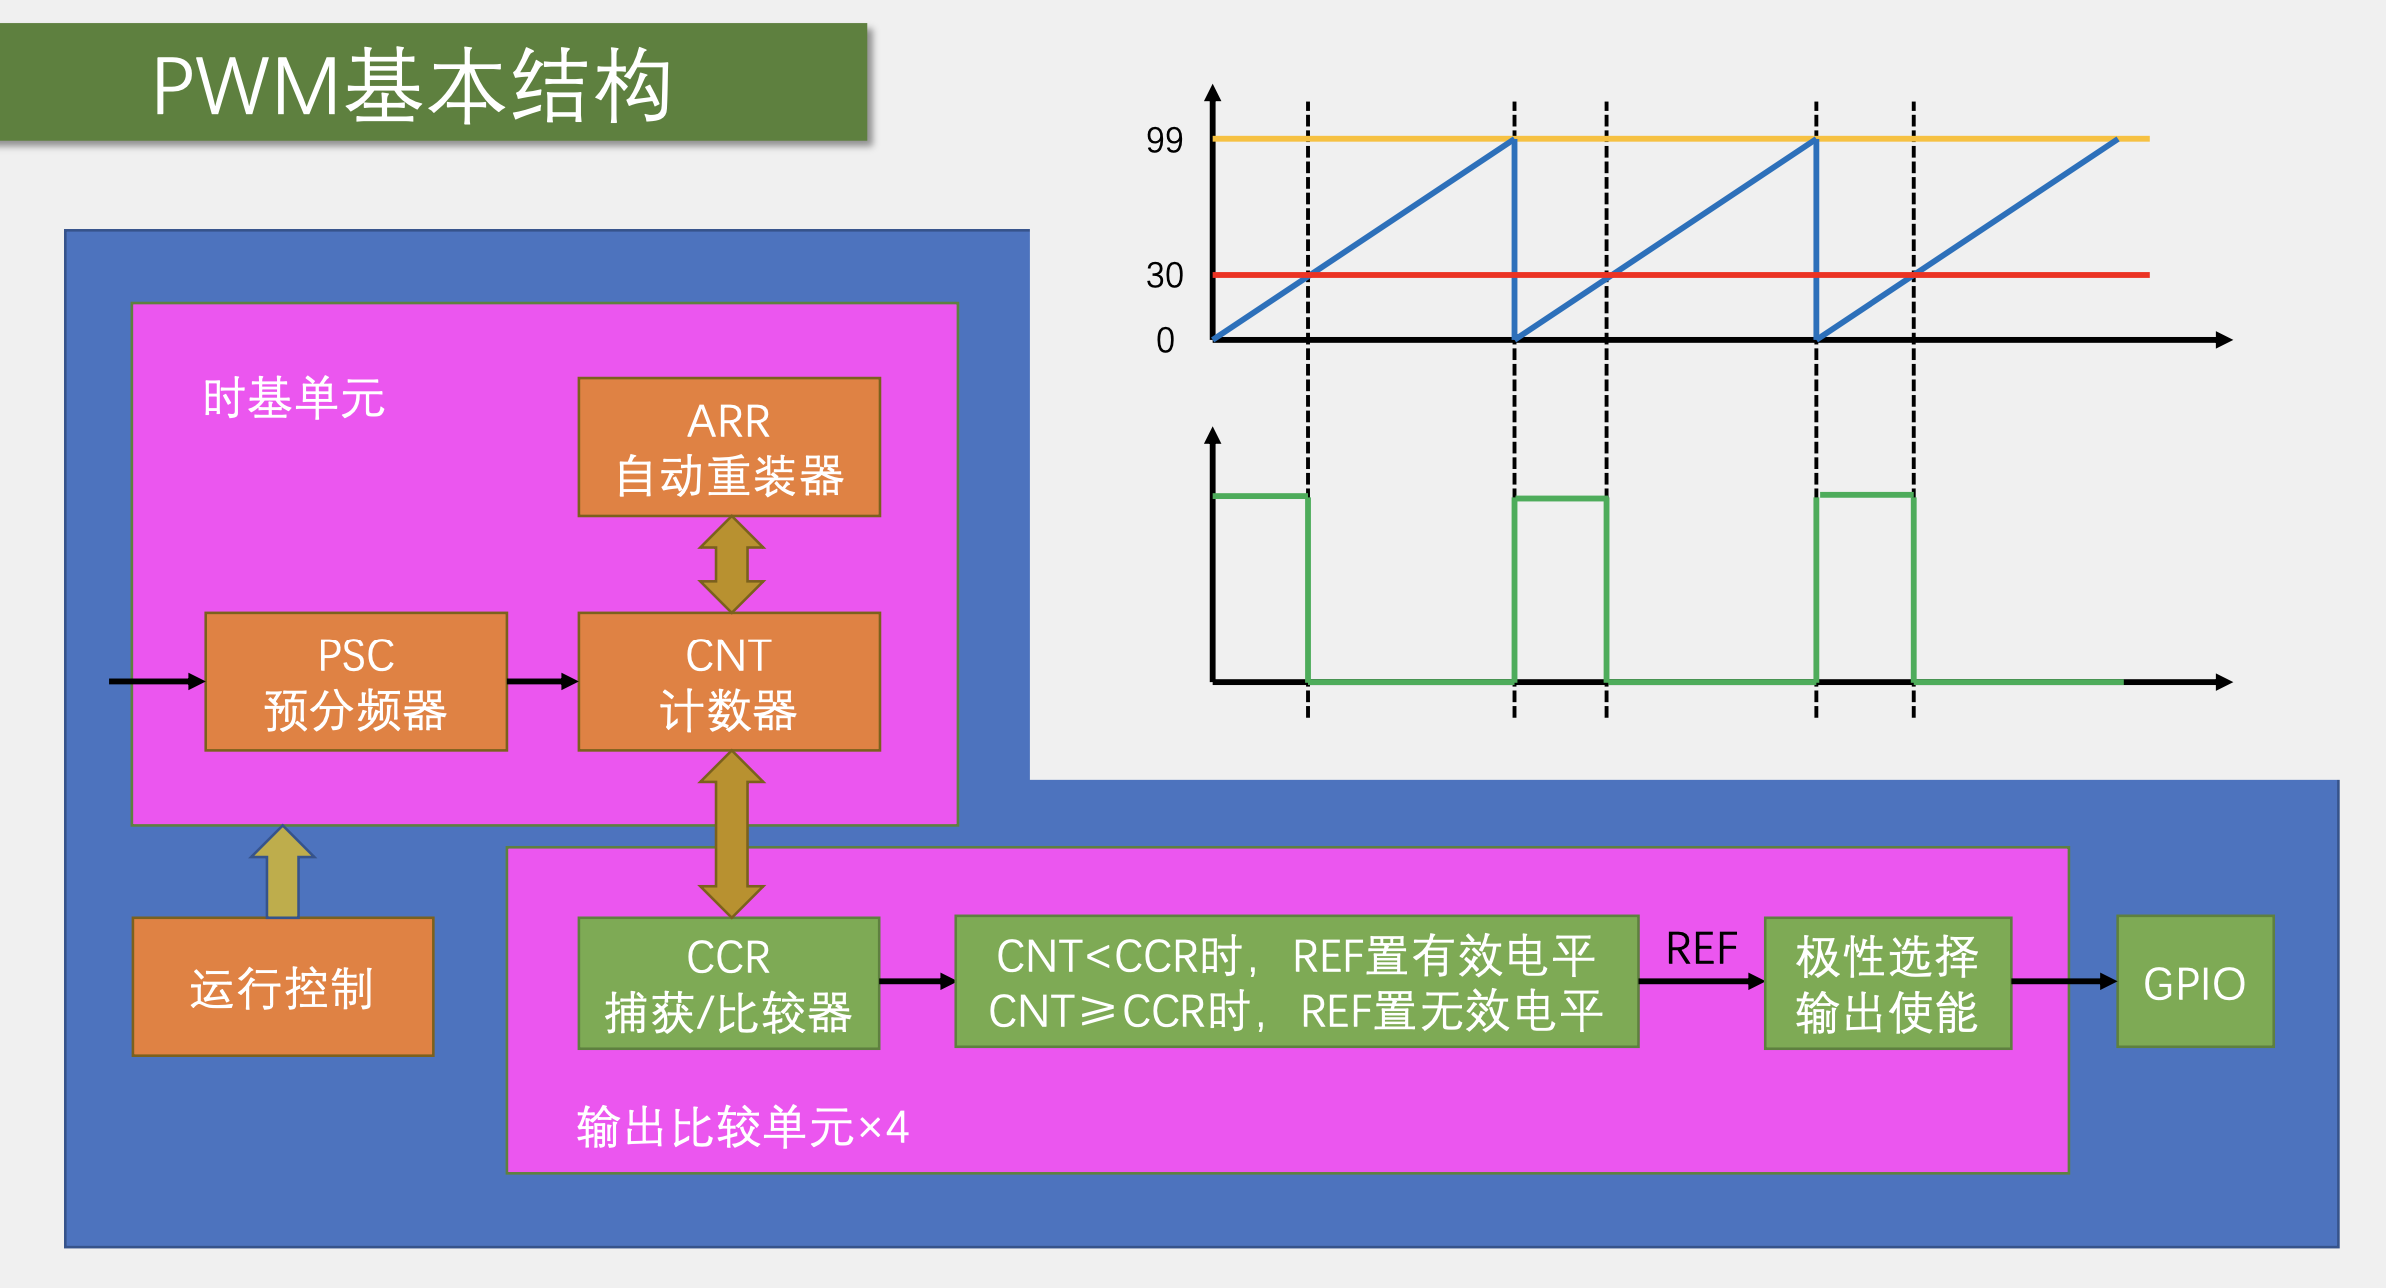 PWM基本结构
99
30
0
时基单元
ARR
自动重装器
PSC
预分频器
CNT
计数器
运行控制
CCR
捕获/比较器
CNT<CCR时，REF置有效电平
CNT≥CCR时，REF置无效电平
REF
极性选择
输出使能
GPIO
输出比较单元×4